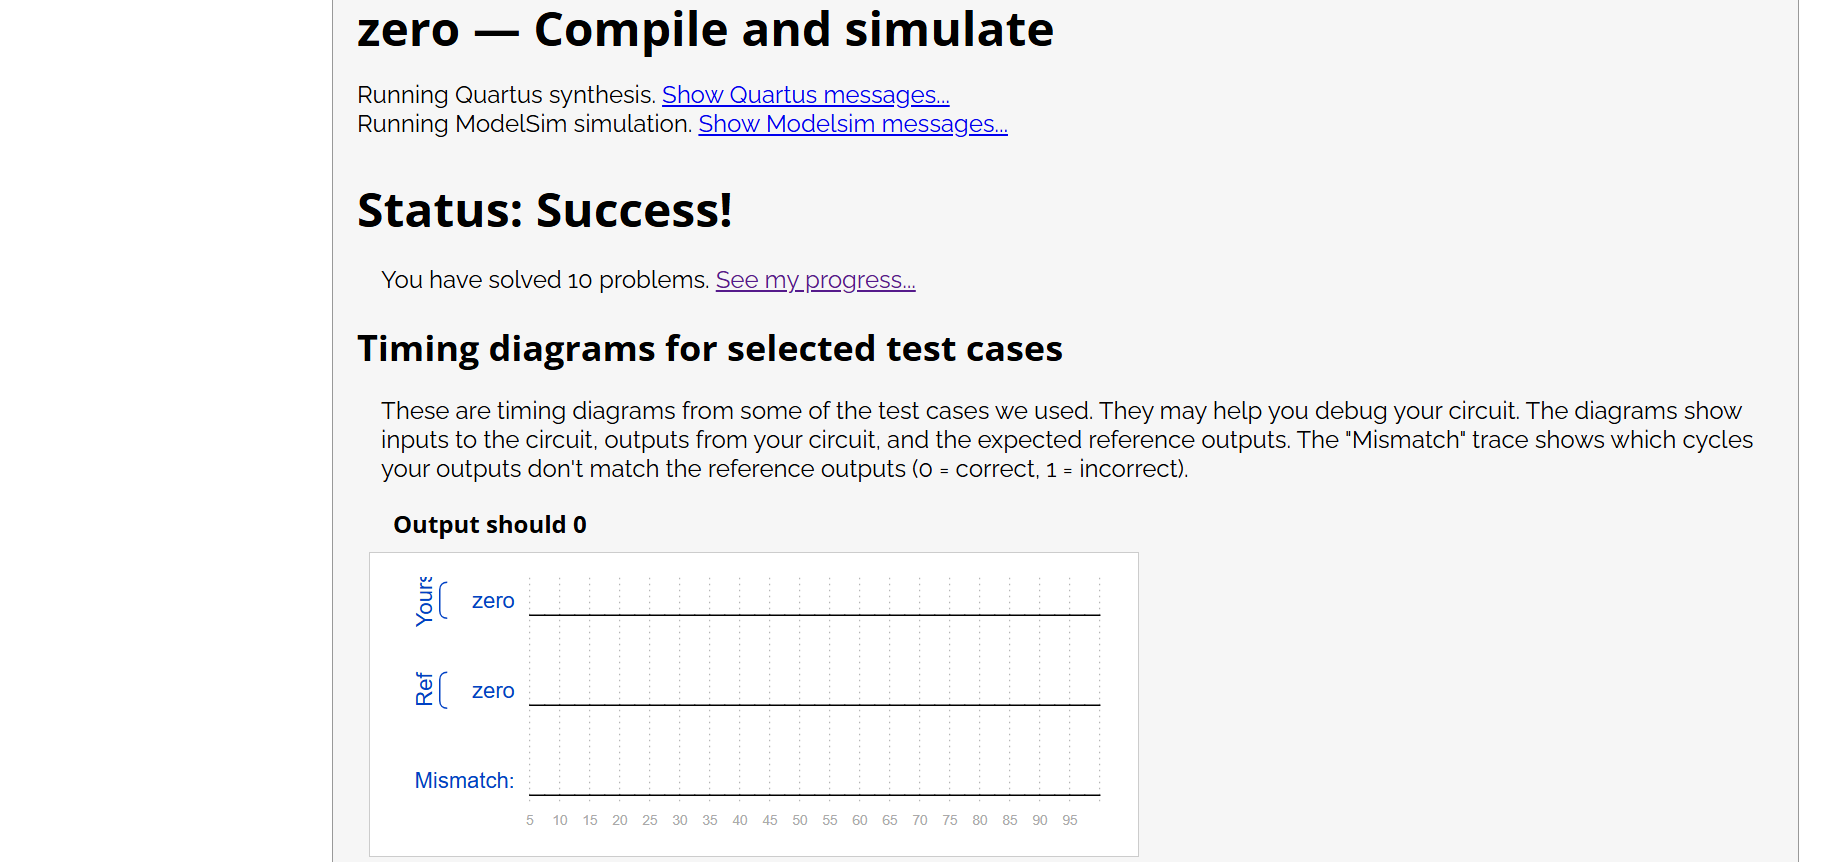 zero — Compile and simulate
Running Quartus synthesis. Show Quartus messages...
Running ModelSim simulation. Show Modelsim messages...
Status: Success!
You have solved 10 problems. See my progress...
Timing diagrams for selected test cases
These are timing diagrams from some of the test cases we used. They may help you debug your circuit. The diagrams show
inputs to the circuit, outputs from your circuit, and the expected reference outputs. The "Mismatch" trace shows which cycles
your outputs don't match the reference outputs (0 = correct, 1 = incorrect).
Output should 0
Yours zero
Ref zero
Mismatch:
5 10 15 20 25 30 35 40 45 50 55 60 65 70 75 80 85 90 95